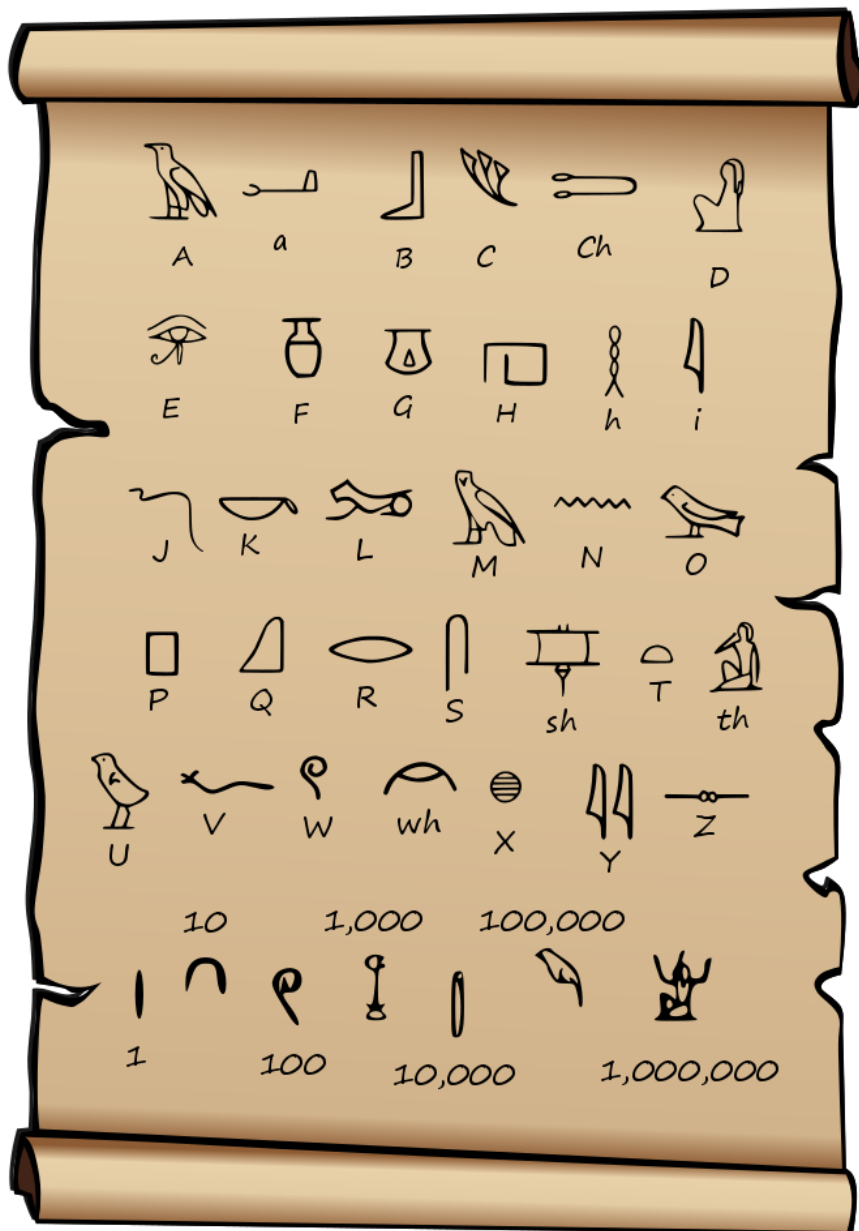 A a B C Ch D
E F G H h i
J K L M N O
P Q R S sh T th
U V W wh X Y Z
10 1,000 100,000
1 100 10,000 1,000,000